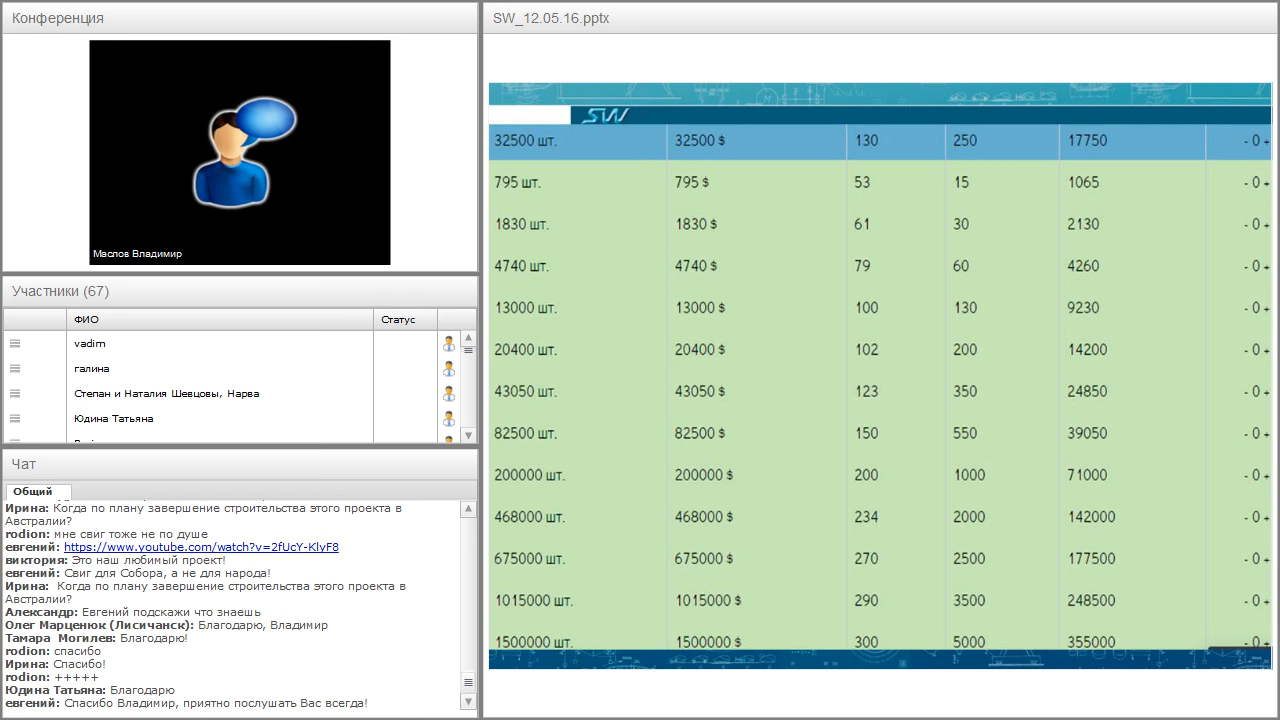 Конференция
Маслов Владимир
Участники (67)
ФИО Статус
vadim
галина
Степан и Наталия Шевцовы, Нарва
Юдина Татьяна
Чат
Общий
Ирина: Когда по плану завершение строительства этого проекта в
Австралии?
rodion: мне свиг тоже не по душе
евгений: https://www.youtube.com/watch?v=2fUcY-KlyF8
виктория: Это наш любимый проект!
евгений: Свиг для Собора, а не для народа!
Ирина: Когда по плану завершение строительства этого проекта в
Австралии?
Александр: Евгений подскажи что знаешь
Олег Марценюк (Лисичанск): Благодарю, Владимир
Тамара Могилев: Благодарю!
rodion: спасибо
Ирина: Спасибо!
rodion: +++++
Юдина Татьяна: Благодарю
евгений: Спасибо Владимир, приятно послушать Вас всегда!
SW_12.05.16.pptx
SW
32500 шт. 32500 $ 130 250 17750 - 0 +
795 шт. 795 $ 53 15 1065 - 0 +
1830 шт. 1830 $ 61 30 2130 - 0 +
4740 шт. 4740 $ 79 60 4260 - 0 +
13000 шт. 13000 $ 100 130 9230 - 0 +
20400 шт. 20400 $ 102 200 14200 - 0 +
43050 шт. 43050 $ 123 350 24850 - 0 +
82500 шт. 82500 $ 150 550 39050 - 0 +
200000 шт. 200000 $ 200 1000 71000 - 0 +
468000 шт. 468000 $ 234 2000 142000 - 0 +
675000 шт. 675000 $ 270 2500 177500 - 0 +
1015000 шт. 1015000 $ 290 3500 248500 - 0 +
1500000 шт. 1500000 $ 300 5000 355000 - 0 +